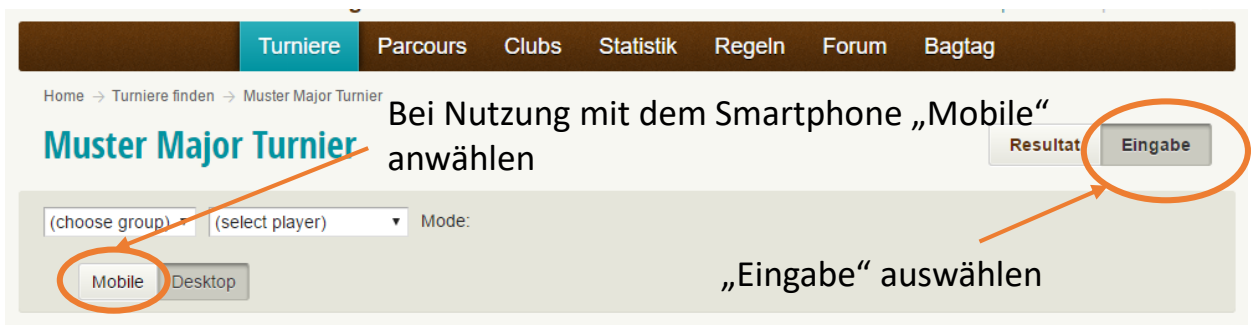 Turniere Parcours Clubs Statistik Regeln Forum Bagtag
Home → Turniere finden → Muster Major Turnier
Bei Nutzung mit dem Smartphone „Mobile“
anwählen
Muster Major Turnier
Resultat Eingabe
(choose group) (select player) Mode:
Mobile Desktop
„Eingabe“ auswählen